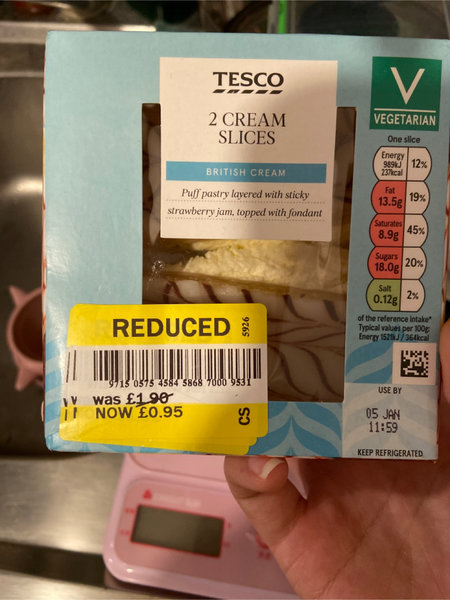 TESCO
2 CREAM
SLICES
BRITISH CREAM
Puff pastry layered with sticky
strawberry jam, topped with fondant
V
VEGETARIAN
One slice
Energy
989kJ
237kcal
12%
Fat
13.5g
19%
Saturates
8.9g
45%
Sugars
18.0g
20%
Salt
0.12g
2%
of the reference intake*
Typical values per 100g:
Energy 1521kJ / 364kcal
USE BY
05 JAN
11:59
KEEP REFRIGERATED
REDUCED
5926
9715 0575 4584 5868 7000 9531
was £1.90
NOW £0.95
CS